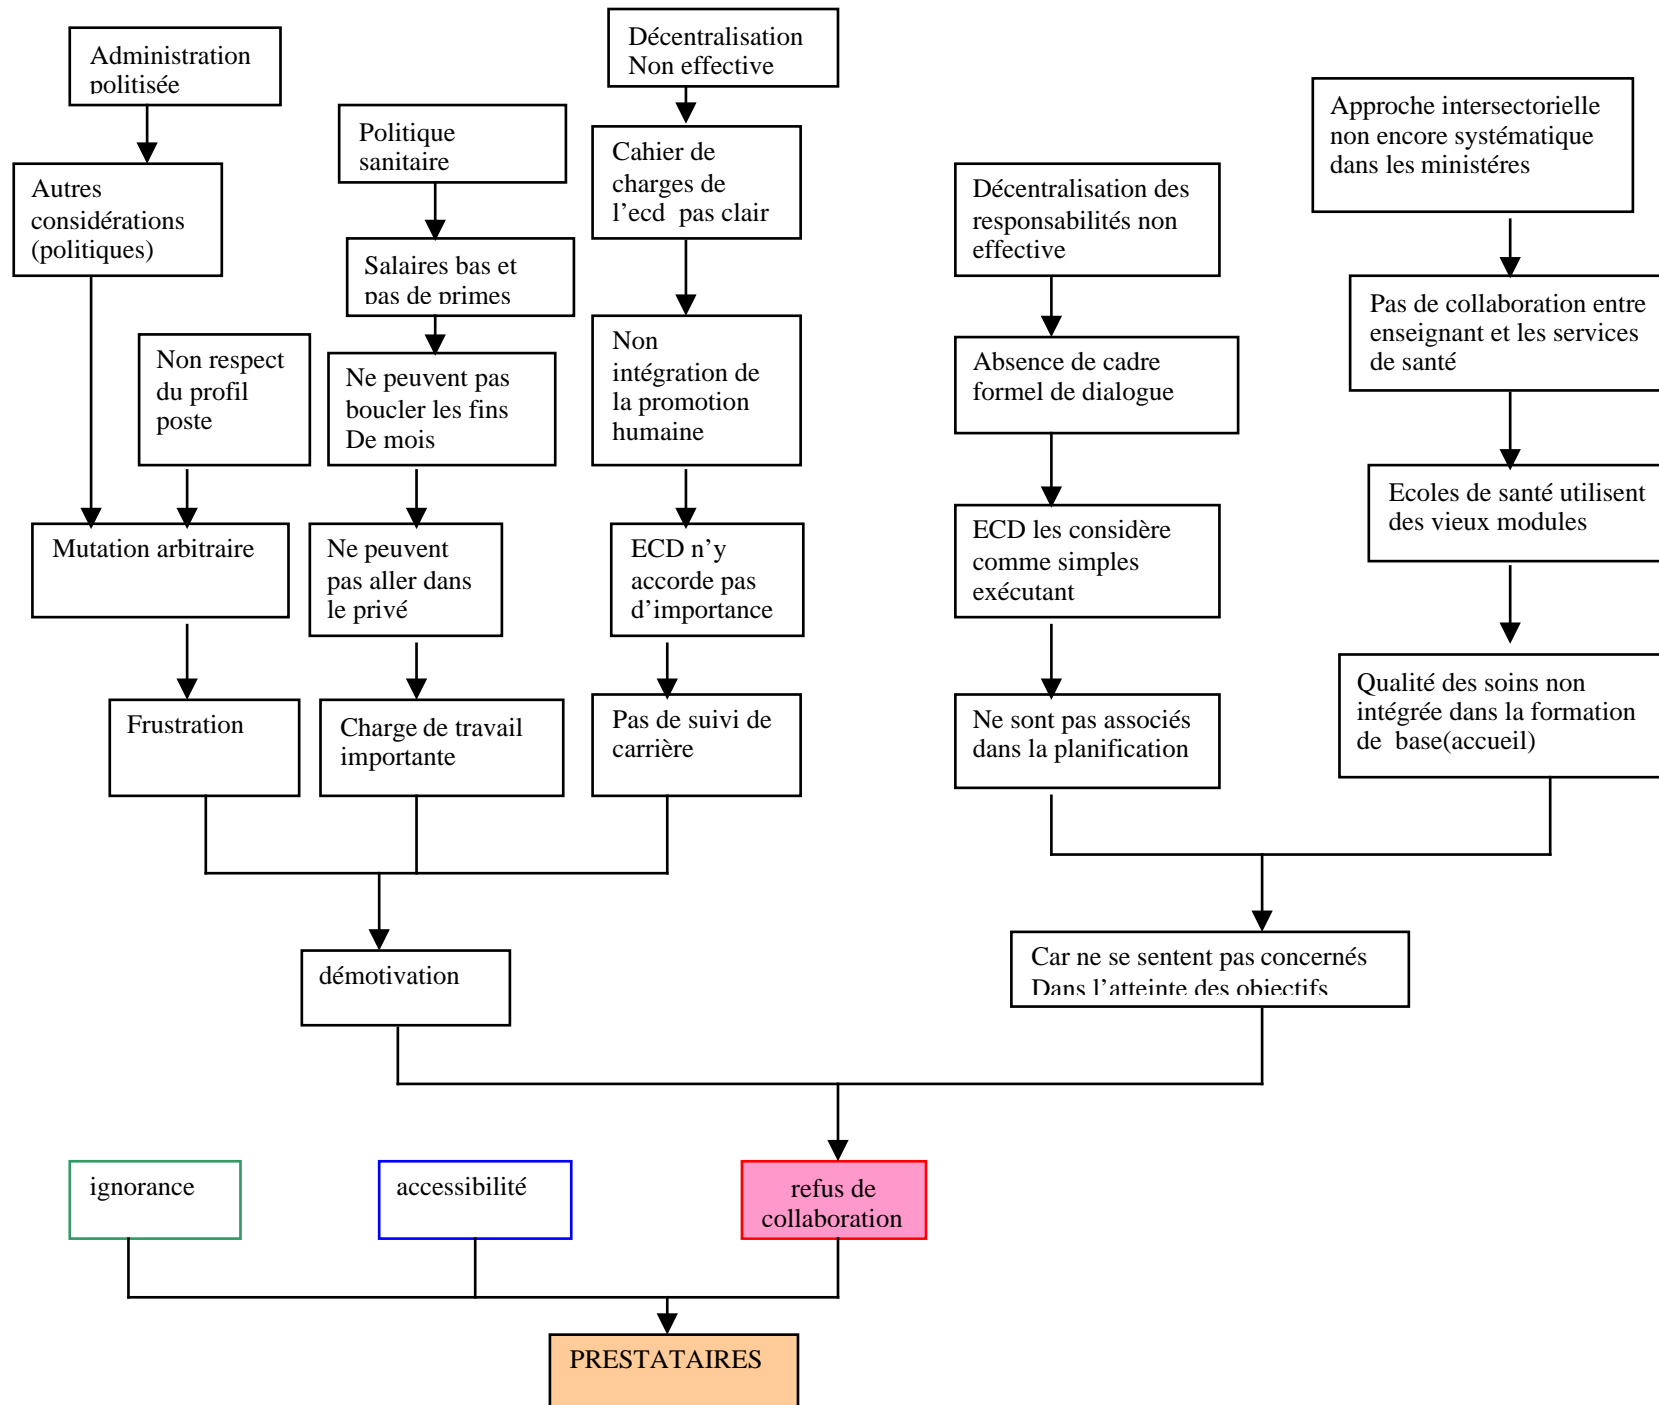 Administration
politisée
Décentralisation
Non effective
Politique
sanitaire
Approche intersectorielle
non encore systématique
dans les ministéres
Autres
considérations
(politiques)
Cahier de
charges de
l'ecd pas clair
Décentralisation des
responsabilités non
effective
Salaires bas et
pas de primes
Pas de collaboration entre
enseignant et les services
de santé
Non respect
du profil
poste
Ne peuvent pas
boucler les fins
De mois
Non
intégration de
la promotion
humaine
Absence de cadre
formel de dialogue
Ecoles de santé utilisent
des vieux modules
Mutation arbitraire
Ne peuvent
pas aller dans
le privé
ECD n'y
accorde pas
d'importance
ECD les considère
comme simples
exécutant
Qualité des soins non
intégrée dans la formation
de base(accueil)
Frustration
Charge de travail
importante
Pas de suivi de
carrière
Ne sont pas associés
dans la planification
démotivation
Car ne se sentent pas concernés
Dans l'atteinte des objectifs
ignorance
accessibilité
refus de
collaboration
PRESTATAIRES